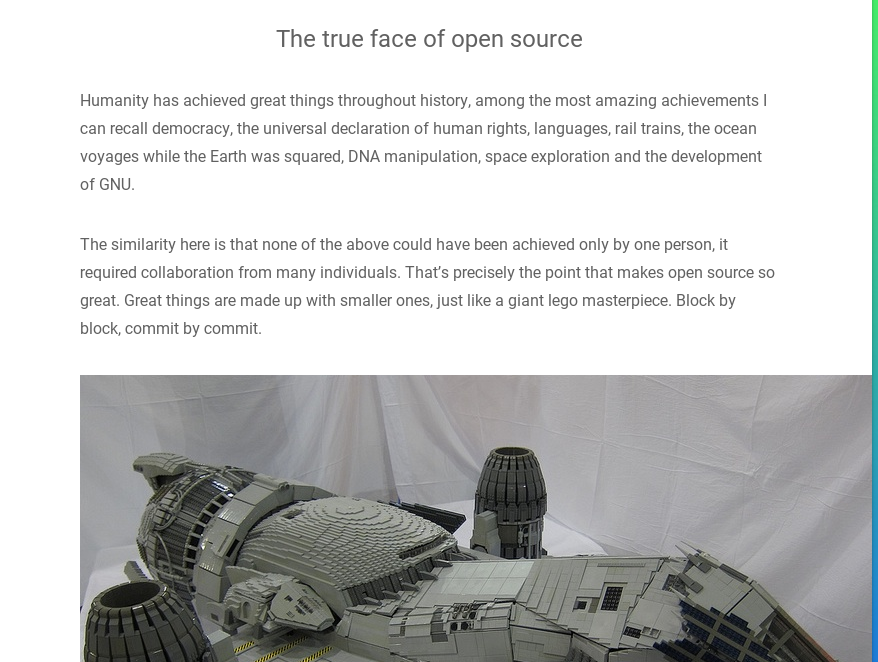 The true face of open source
Humanity has achieved great things throughout history, among the most amazing achievements I
can recall democracy, the universal declaration of human rights, languages, rail trains, the ocean
voyages while the Earth was squared, DNA manipulation, space exploration and the development
of GNU.
The similarity here is that none of the above could have been achieved only by one person, it
required collaboration from many individuals. That’s precisely the point that makes open source so
great. Great things are made up with smaller ones, just like a giant lego masterpiece. Block by
block, commit by commit.